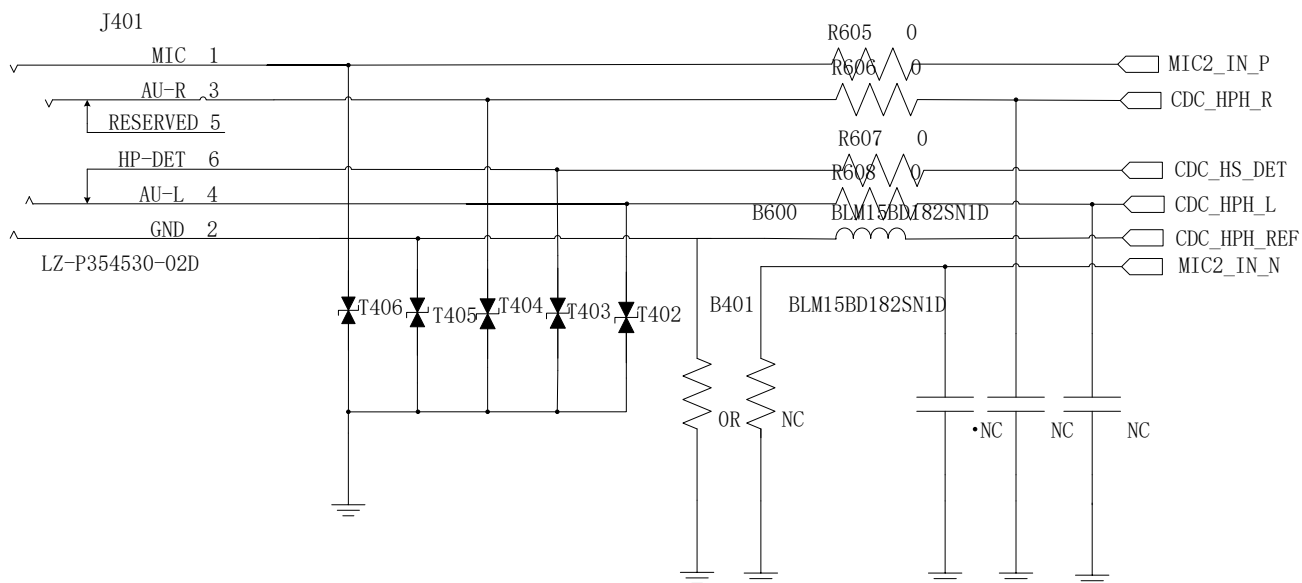 J401
R605 0
MIC 1
MIC2_IN_P
R606 0
AU-R 3
CDC_HPH_R
RESERVED 5
R607 0
HP-DET 6
CDC_HS_DET
R608 0
AU-L 4
CDC_HPH_L
B600 BLM15BD182SN1D
GND 2
CDC_HPH_REF
LZ-P354530-02D
MIC2_IN_N
T406
T405
T404
T403
T402
B401 BLM15BD182SN1D
0R
NC
NC
NC
NC